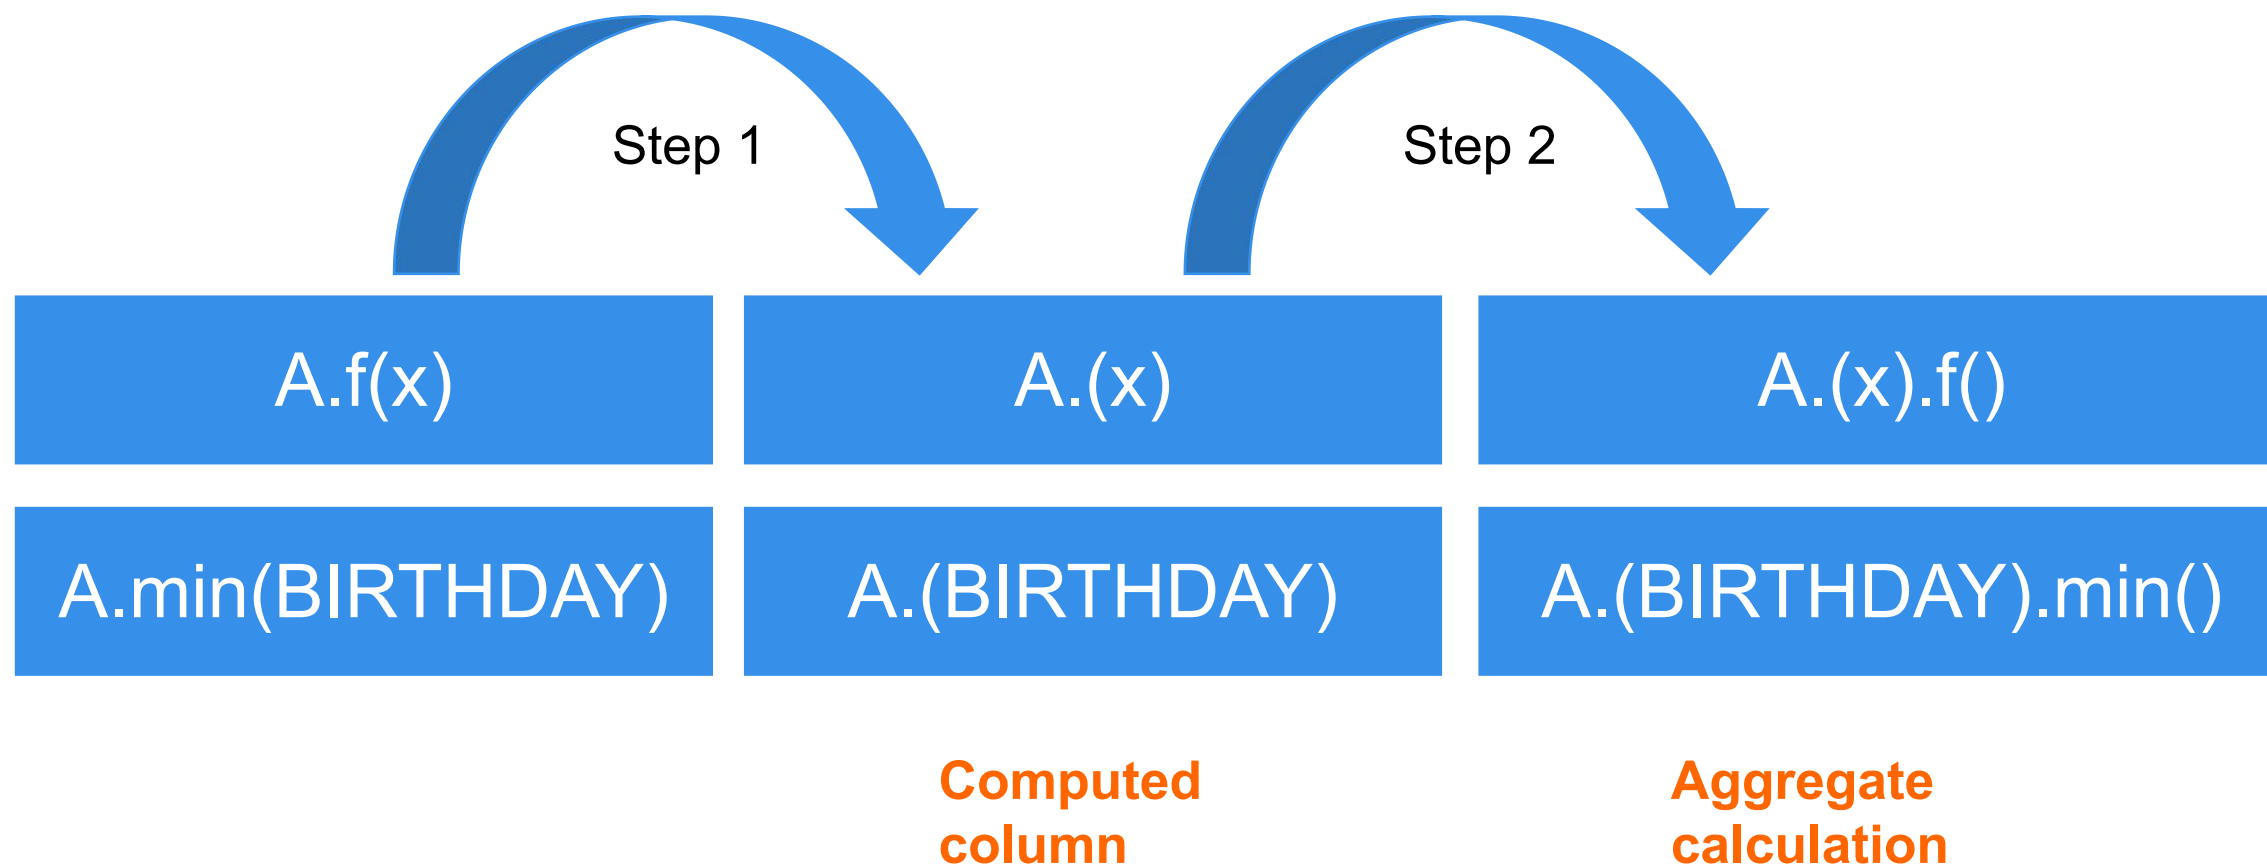 Step 1
Step 2
A.f(x)
A.(x)
A.(x).f()
A.min(BIRTHDAY)
A.(BIRTHDAY)
A.(BIRTHDAY).min()
Computed
column
Aggregate
calculation